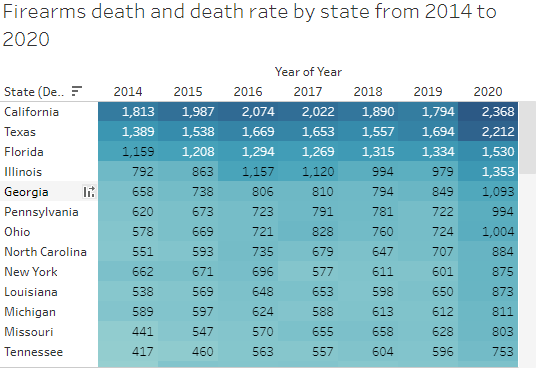 Firearms death and death rate by state from 2014 to
2020
Year of Year
State (De.. 2014 2015 2016 2017 2018 2019 2020
California 1,813 1,987 2,074 2,022 1,890 1,794 2,368
Texas 1,389 1,538 1,669 1,653 1,557 1,694 2,212
Florida 1,159 1,208 1,294 1,269 1,315 1,334 1,530
Illinois 792 863 1,157 1,120 994 979 1,353
Georgia 658 738 806 810 794 849 1,093
Pennsylvania 620 673 723 791 781 722 994
Ohio 578 669 721 828 760 724 1,004
North Carolina 551 593 735 679 647 707 884
New York 662 671 696 577 611 601 875
Louisiana 538 569 648 653 598 650 873
Michigan 589 597 624 588 613 612 811
Missouri 441 547 570 655 658 628 803
Tennessee 417 460 563 557 604 596 753